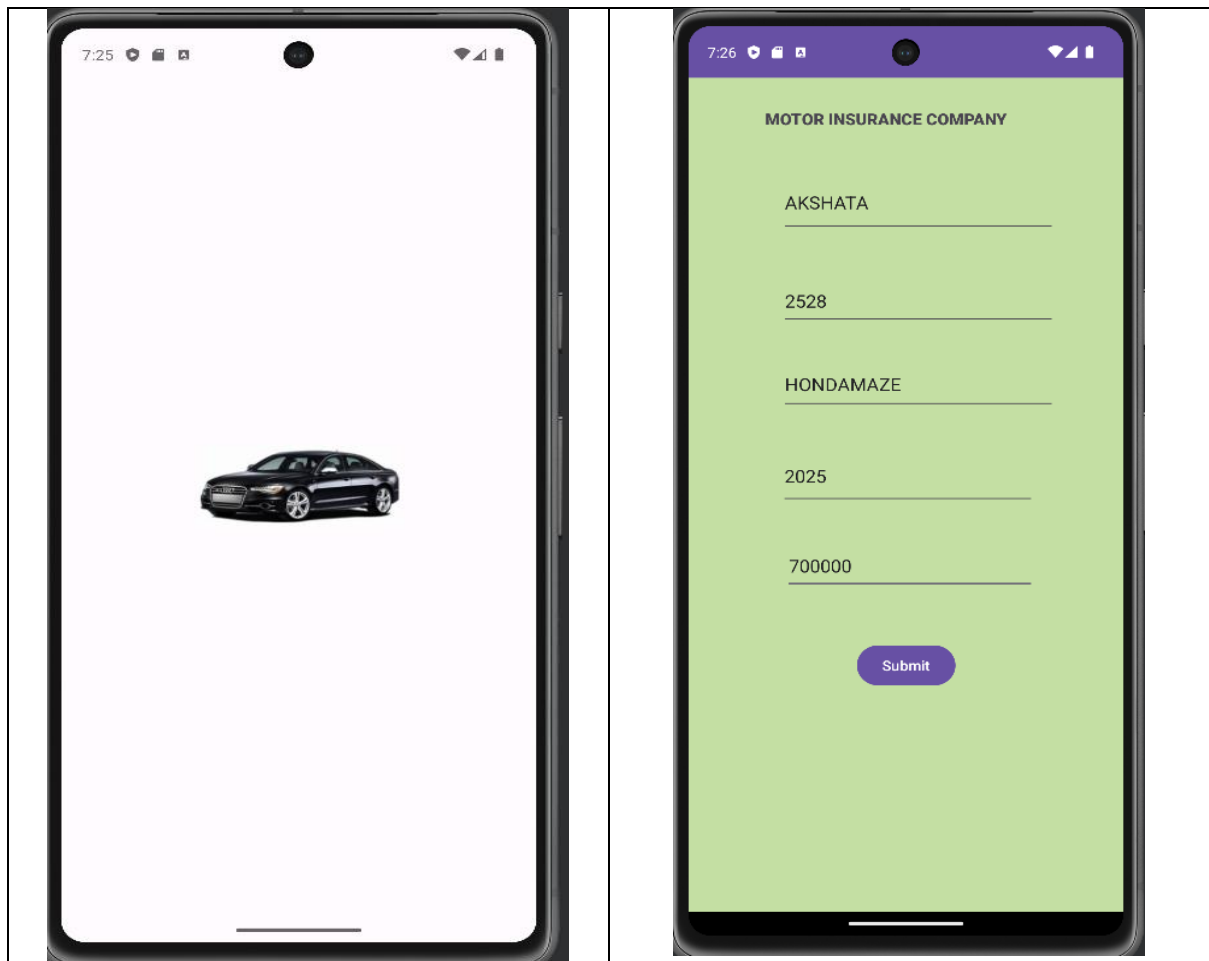 7:25
7:26
MOTOR INSURANCE COMPANY
AKSHATA
2528
HONDAMAZE
2025
700000
Submit